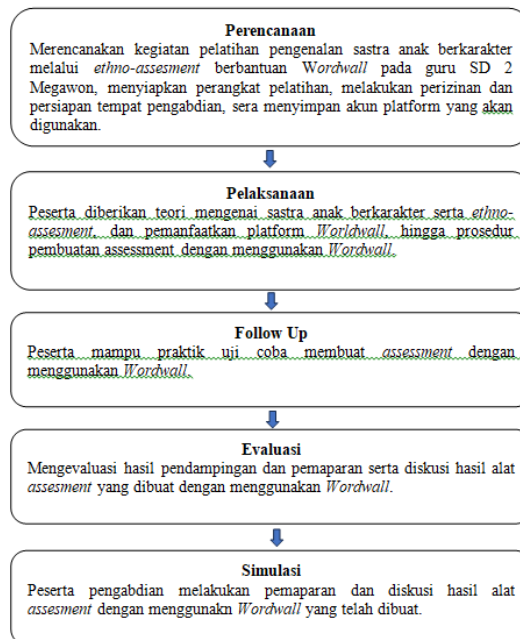 Perencanaan
Merencanakan kegiatan pelatihan pengenalan sastra anak berkarakter
melalui ethno-assesment berbantuan Wordwall pada guru SD 2
Megawon, menyiapkan perangkat pelatihan, melakukan perizinan dan
persiapan tempat pengabdian, sera menyimpan akun platform yang akan
digunakan.
Pelaksanaan
Peserta diberikan teori mengenai sastra anak berkarakter serta ethno-
assesment, dan pemanfaatkan platform Worldwall, hingga prosedur
pembuatan assessment dengan menggunakan Wordwall.
Follow Up
Peserta mampu praktik uji coba membuat assessment dengan
menggunakan Wordwall.
Evaluasi
Mengevaluasi hasil pendampingan dan pemaparan serta diskusi hasil alat
assesment yang dibuat dengan menggunakan Wordwall.
Simulasi
Peserta pengabdian melakukan pemaparan dan diskusi hasil alat
assesment dengan menggunakn Wordwall yang telah dibuat.